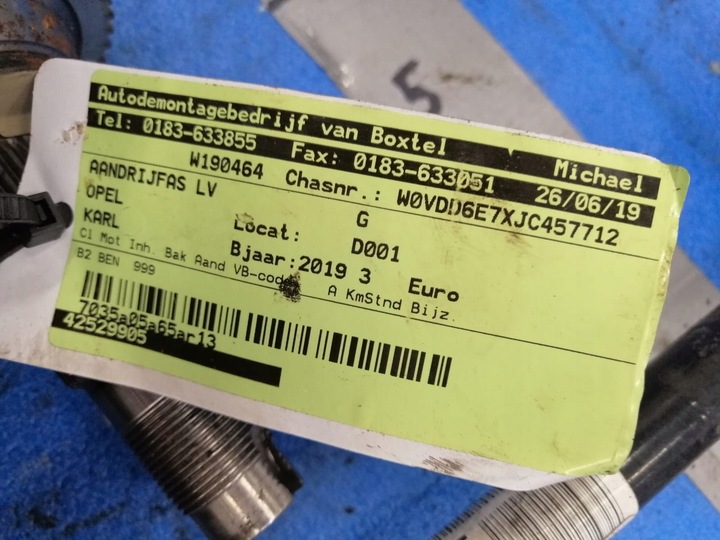 5
Autodemontagebedrijf van Boxtel Michael
Tel: 0183-633855 Fax: 0183-633051 26/06/19
W190464 Chasnr.: W0VDD6E7XJC457712
AANDRIJFAS LV G
OPEL Locat: D001
KARL Bjaar:2019 3 Euro
Cl Mot Inh. Bak Aand VB-code A KmStnd Bijz.
B2 BEN 999
7035a05a65ar13
42529905